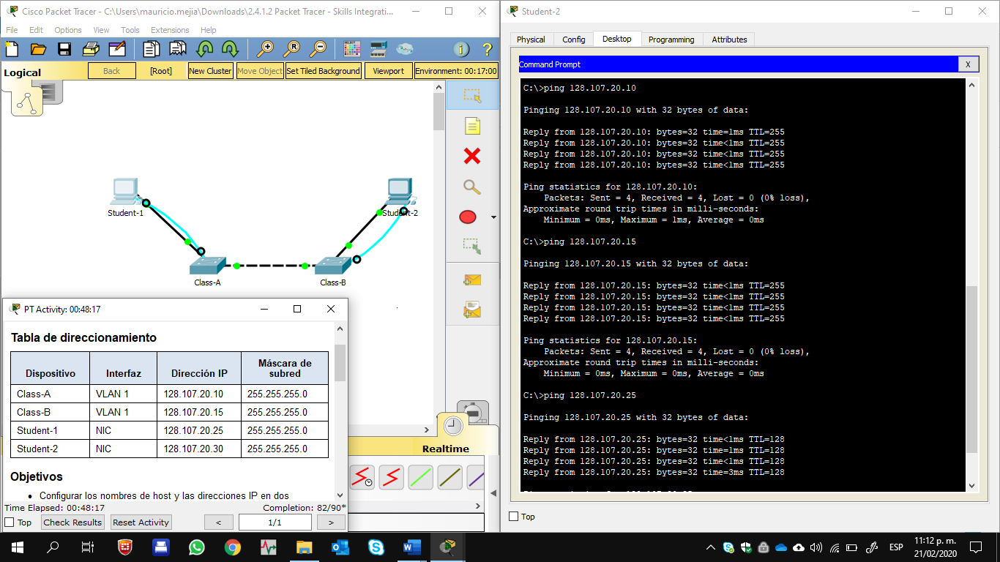 Cisco Packet Tracer - C:\Users\mauricio.mejia\Downloads\2.4.1.2 Packet Tracer - Skills Integrati...
File Edit Options View Tools Extensions Help
Logical
Back
[Root]
New Cluster
Move Object
Set Tiled Background
Viewport
Environment: 00:17:00
Student-1
Student-2
Class-A
Class-B
Realtime
PT Activity: 00:48:17
Tabla de direccionamiento
Dispositivo Interfaz Dirección IP Máscara de subred
Class-A VLAN 1 128.107.20.10 255.255.255.0
Class-B VLAN 1 128.107.20.15 255.255.255.0
Student-1 NIC 128.107.20.25 255.255.255.0
Student-2 NIC 128.107.20.30 255.255.255.0
Objetivos
• Configurar los nombres de host y las direcciones IP en dos
Time Elapsed: 00:48:17 Completion: 82/90*
Top Check Results Reset Activity < 1/1 >
Student-2
Physical Config Desktop Programming Attributes
Command Prompt X
C:\>ping 128.107.20.10
Pinging 128.107.20.10 with 32 bytes of data:
Reply from 128.107.20.10: bytes=32 time=1ms TTL=255
Reply from 128.107.20.10: bytes=32 time<1ms TTL=255
Reply from 128.107.20.10: bytes=32 time<1ms TTL=255
Reply from 128.107.20.10: bytes=32 time<1ms TTL=255
Ping statistics for 128.107.20.10:
Packets: Sent = 4, Received = 4, Lost = 0 (0% loss),
Approximate round trip times in milli-seconds:
Minimum = 0ms, Maximum = 1ms, Average = 0ms
C:\>ping 128.107.20.15
Pinging 128.107.20.15 with 32 bytes of data:
Reply from 128.107.20.15: bytes=32 time<1ms TTL=255
Reply from 128.107.20.15: bytes=32 time<1ms TTL=255
Reply from 128.107.20.15: bytes=32 time<1ms TTL=255
Reply from 128.107.20.15: bytes=32 time<1ms TTL=255
Ping statistics for 128.107.20.15:
Packets: Sent = 4, Received = 4, Lost = 0 (0% loss),
Approximate round trip times in milli-seconds:
Minimum = 0ms, Maximum = 0ms, Average = 0ms
C:\>ping 128.107.20.25
Pinging 128.107.20.25 with 32 bytes of data:
Reply from 128.107.20.25: bytes=32 time<1ms TTL=128
Reply from 128.107.20.25: bytes=32 time=1ms TTL=128
Reply from 128.107.20.25: bytes=32 time<1ms TTL=128
Reply from 128.107.20.25: bytes=32 time=3ms TTL=128
Top
ESP
11:12 p. m.
21/02/2020